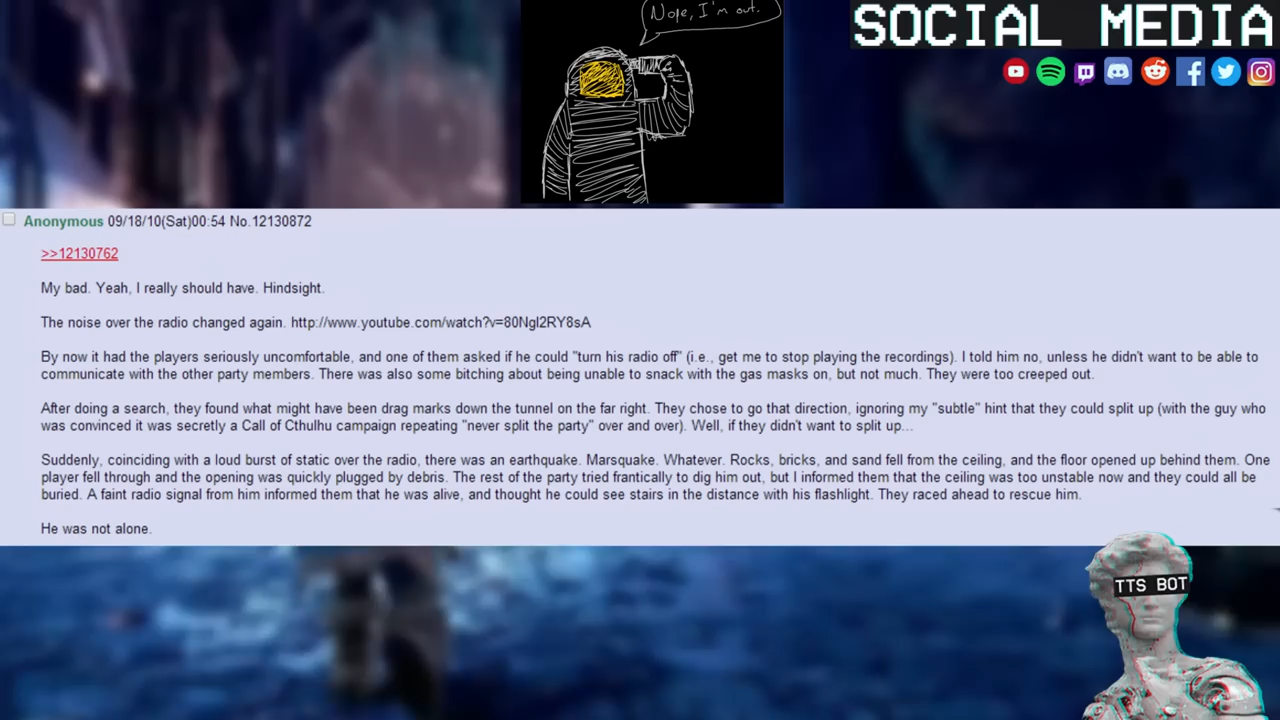 Nope, I'm out.
SOCIAL MEDIA
Anonymous 09/18/10(Sat)00:54 No.12130872
>>12130762
My bad. Yeah, I really should have. Hindsight.
The noise over the radio changed again. http://www.youtube.com/watch?v=80NgI2RY8sA
By now it had the players seriously uncomfortable, and one of them asked if he could "turn his radio off" (i.e., get me to stop playing the recordings). I told him no, unless he didn't want to be able to
communicate with the other party members. There was also some bitching about being unable to snack with the gas masks on, but not much. They were too creeped out.
After doing a search, they found what might have been drag marks down the tunnel on the far right. They chose to go that direction, ignoring my "subtle" hint that they could split up (with the guy who
was convinced it was secretly a Call of Cthulhu campaign repeating "never split the party" over and over). Well, if they didn't want to split up...
Suddenly, coinciding with a loud burst of static over the radio, there was an earthquake. Marsquake. Whatever. Rocks, bricks, and sand fell from the ceiling, and the floor opened up behind them. One
player fell through and the opening was quickly plugged by debris. The rest of the party tried frantically to dig him out, but I informed them that the ceiling was too unstable now and they could all be
buried. A faint radio signal from him informed them that he was alive, and thought he could see stairs in the distance with his flashlight. They raced ahead to rescue him.
He was not alone.
TTS BOT